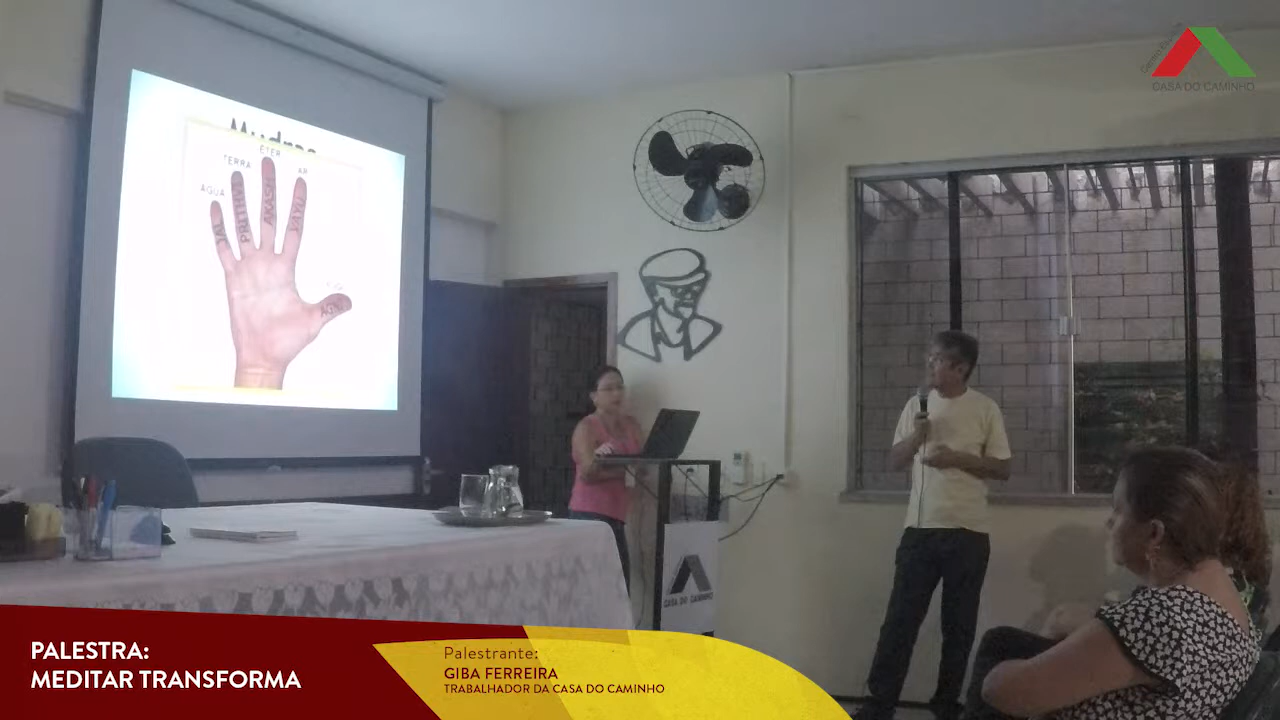 CASA DO CAMINHO
Mudras
ÉTER
TERRA
AR
ÁGUA
JAL
PRITHVI
AKASH
VAYU
CASA DO CAMINHO
PALESTRA:
MEDITAR TRANSFORMA
Palestrante:
GIBA FERREIRA
TRABALHADOR DA CASA DO CAMINHO